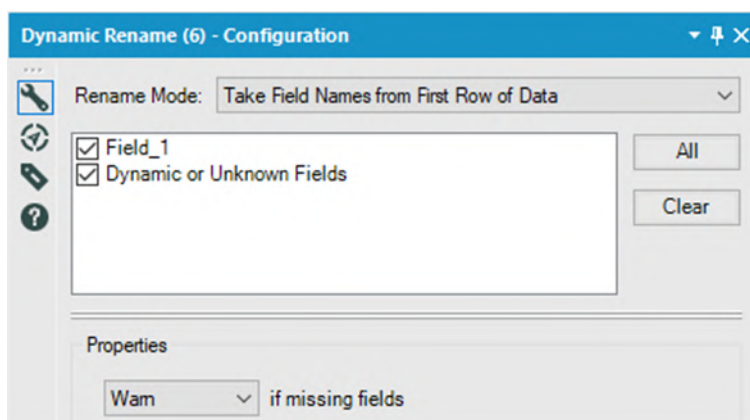 Dynamic Rename (6) - Configuration
Rename Mode: Take Field Names from First Row of Data
Field_1
All
Dynamic or Unknown Fields
Clear
Properties
Warn if missing fields